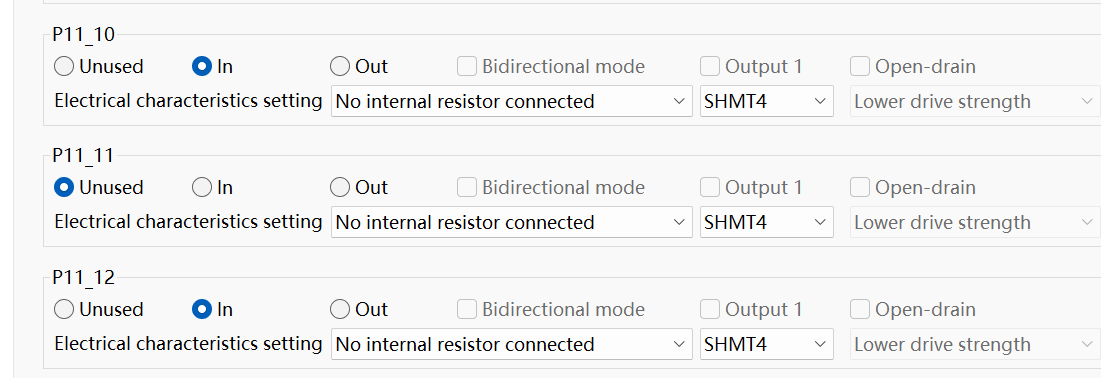 P11_10
Unused In Out Bidirectional mode Output 1 Open-drain
Electrical characteristics setting No internal resistor connected SHMT4 Lower drive strength
P11_11
Unused In Out Bidirectional mode Output 1 Open-drain
Electrical characteristics setting No internal resistor connected SHMT4 Lower drive strength
P11_12
Unused In Out Bidirectional mode Output 1 Open-drain
Electrical characteristics setting No internal resistor connected SHMT4 Lower drive strength